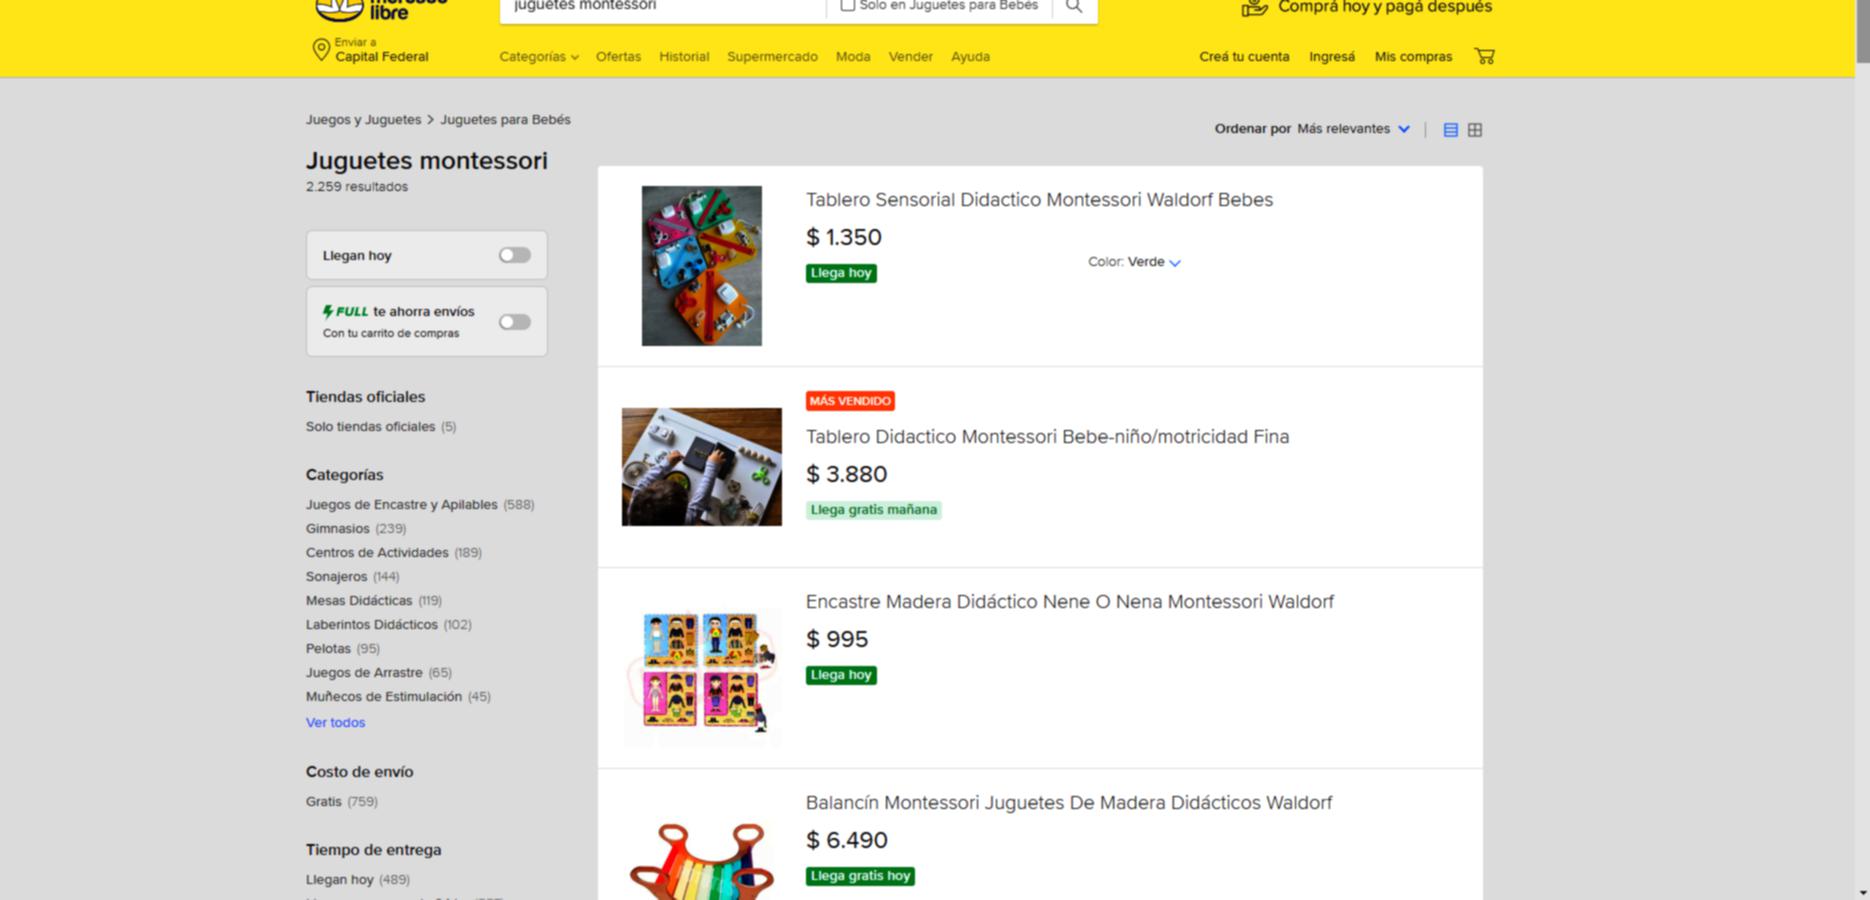 libre
juguetes montessori
Solo en Juguetes para Bebés
Comprá hoy y pagá después
Enviar a
Capital Federal
Categorías
Ofertas
Historial
Supermercado
Moda
Vender
Ayuda
Creá tu cuenta
Ingresá
Mis compras
Juegos y Juguetes > Juguetes para Bebés
Ordenar por Más relevantes
Juguetes montessori
2.259 resultados
Llegan hoy
FULL te ahorra envíos
Con tu carrito de compras
Tiendas oficiales
Solo tiendas oficiales (5)
Categorías
Juegos de Encastre y Apilables (588)
Gimnasios (239)
Centros de Actividades (189)
Sonajeros (144)
Mesas Didácticas (119)
Laberintos Didácticos (102)
Pelotas (95)
Juegos de Arrastre (65)
Muñecos de Estimulación (45)
Ver todos
Costo de envío
Gratis (759)
Tiempo de entrega
Llegan hoy (489)
Tablero Sensorial Didactico Montessori Waldorf Bebes
$ 1.350
Llega hoy
Color: Verde
MÁS VENDIDO
Tablero Didactico Montessori Bebe-niño/motricidad Fina
$ 3.880
Llega gratis mañana
Encastre Madera Didáctico Nene O Nena Montessori Waldorf
$ 995
Llega hoy
Balancín Montessori Juguetes De Madera Didácticos Waldorf
$ 6.490
Llega gratis hoy